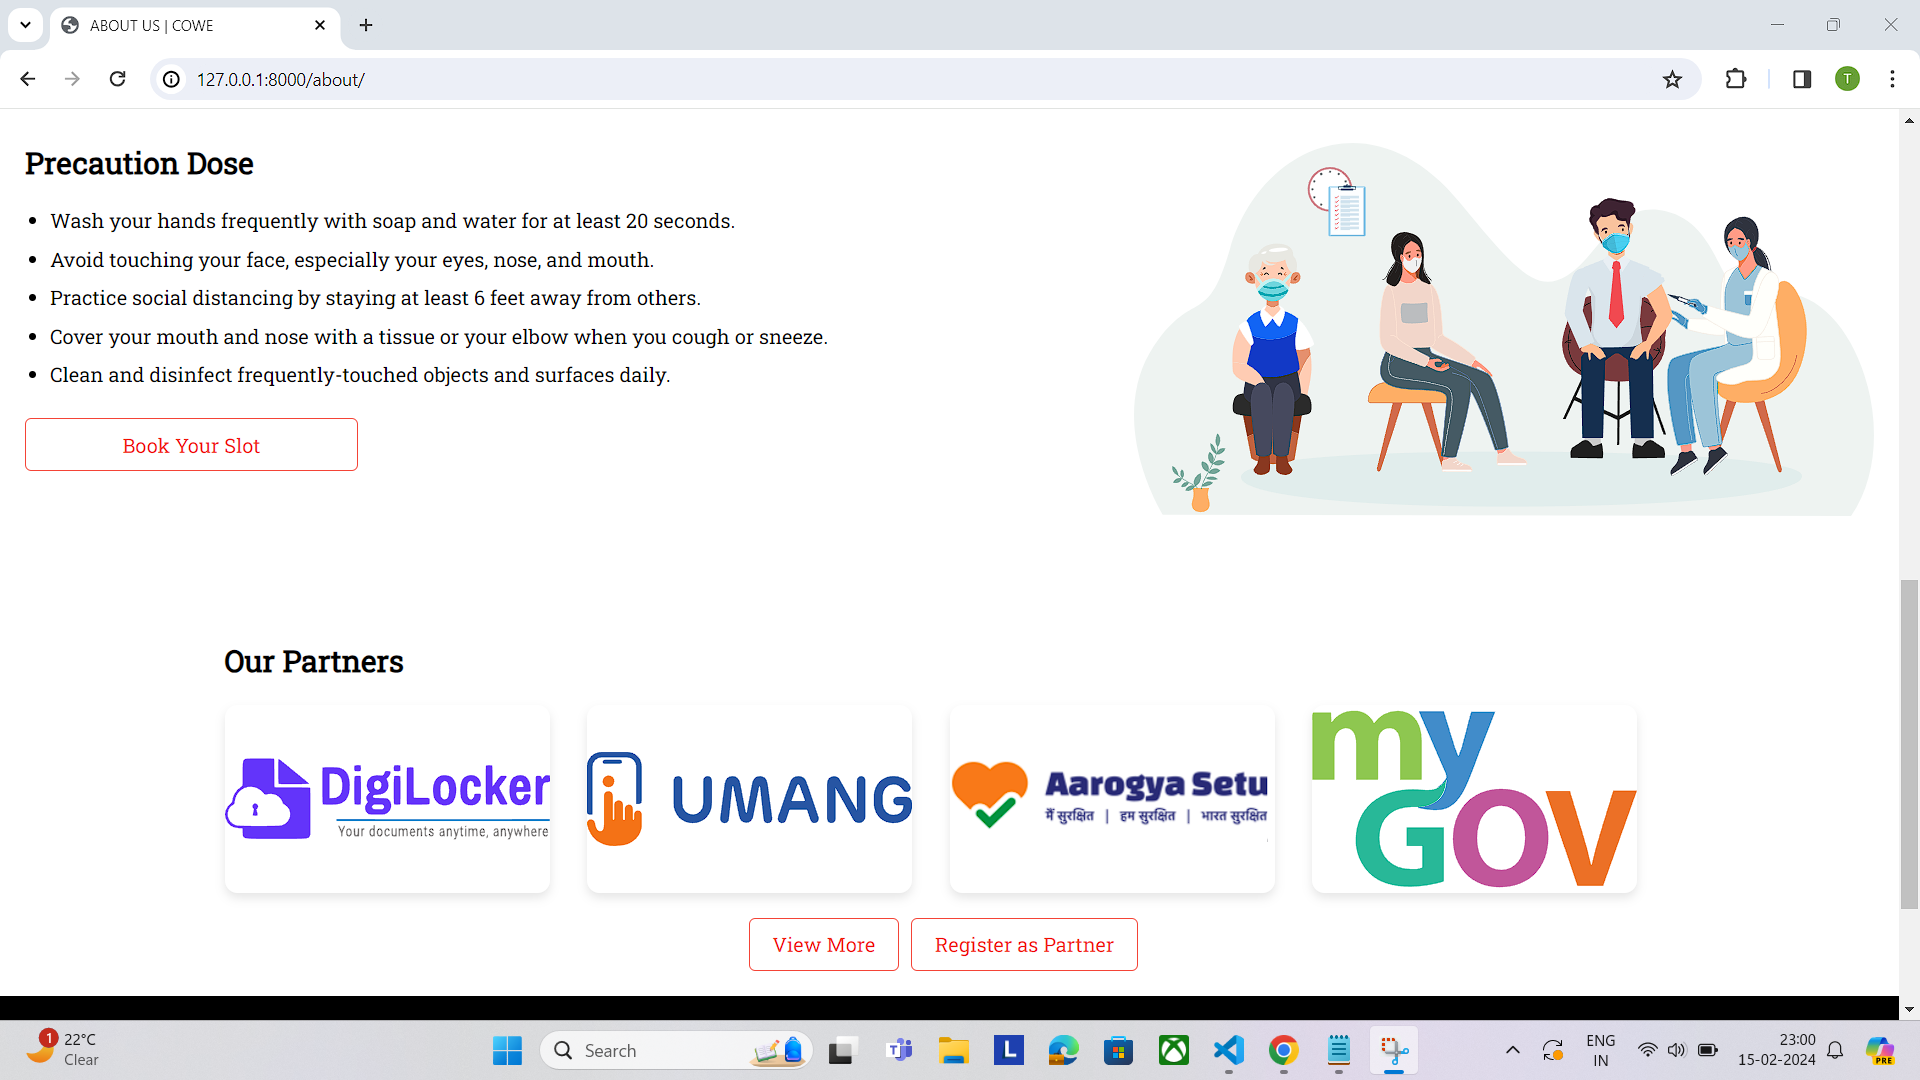 ABOUT US | COWE
127.0.0.1:8000/about/
T
Precaution Dose
Wash your hands frequently with soap and water for at least 20 seconds.
Avoid touching your face, especially your eyes, nose, and mouth.
Practice social distancing by staying at least 6 feet away from others.
Cover your mouth and nose with a tissue or your elbow when you cough or sneeze.
Clean and disinfect frequently-touched objects and surfaces daily.
Book Your Slot
Our Partners
DigiLocker
Your documents anytime, anywhere
UMANG
Aarogya Setu
मैं सुरक्षित | हम सुरक्षित | भारत सुरक्षित
my
GOV
View More
Register as Partner
1
22°C
Clear
Search
L
ENG
IN
23:00
15-02-2024
PRE